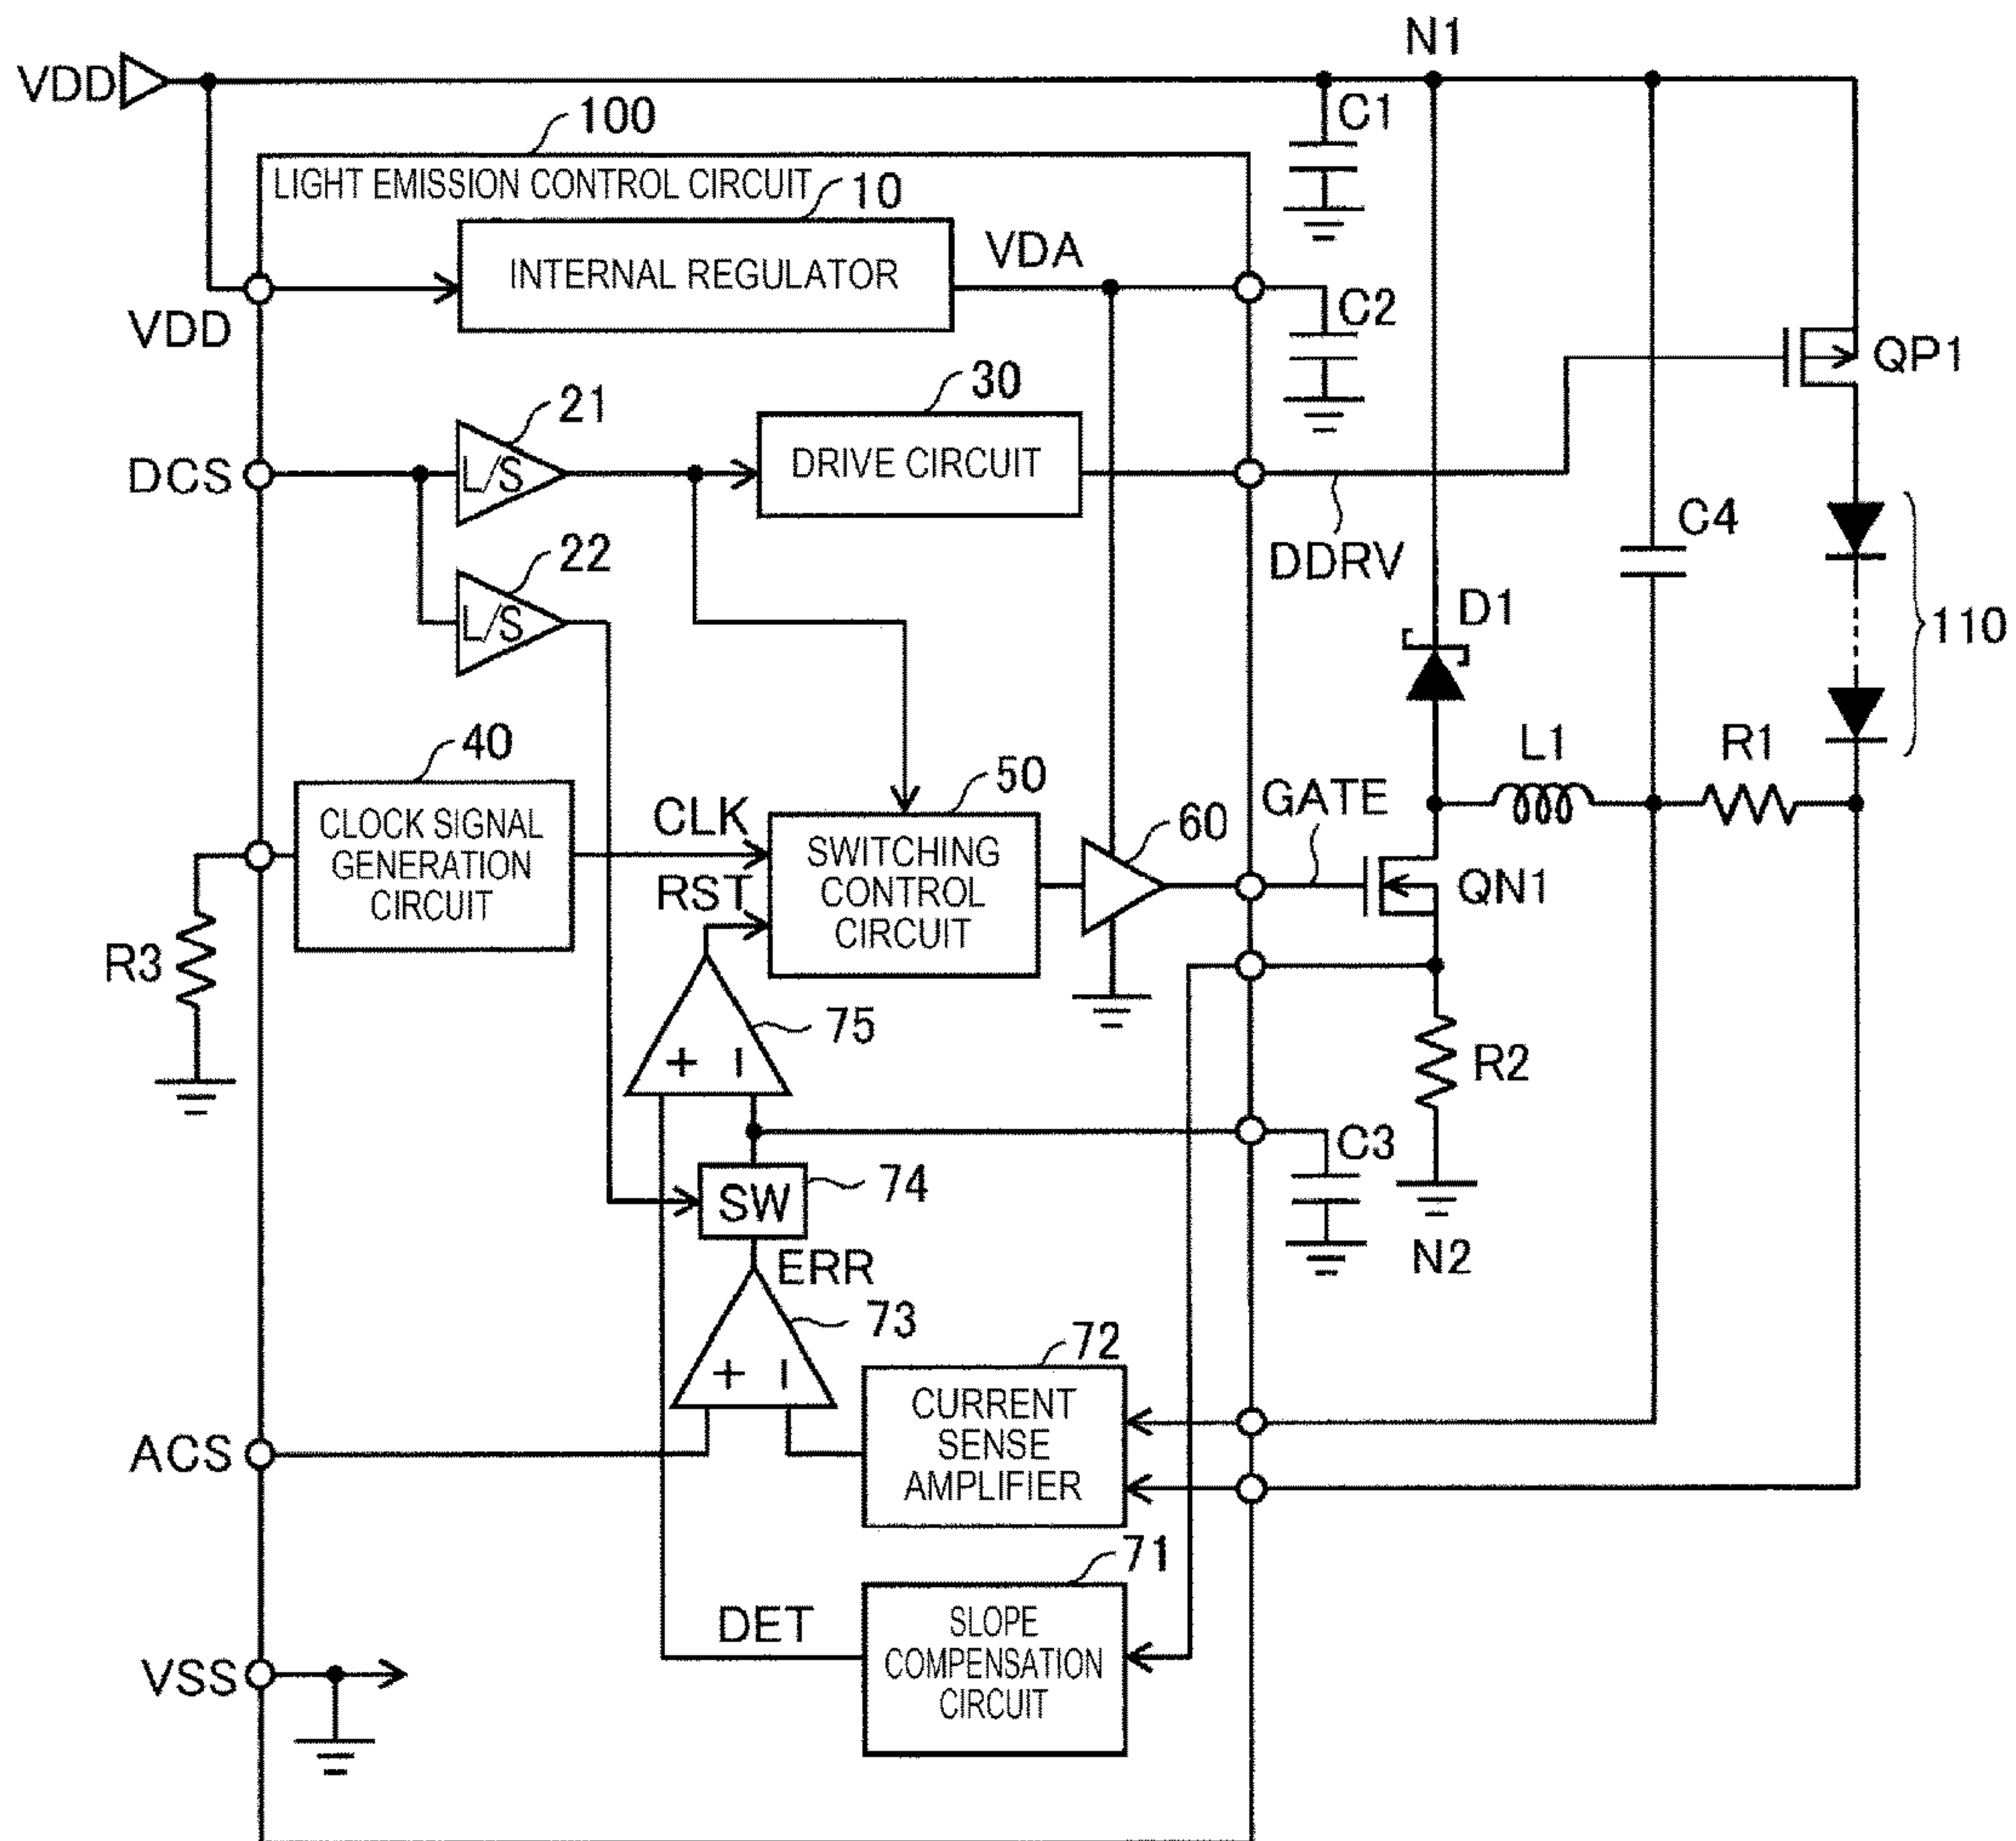 N1
VDD
C1
100
LIGHT EMISSION CONTROL CIRCUIT
10
INTERNAL REGULATOR
VDA
C2
VDD
QP1
21
30
L/S
DRIVE CIRCUIT
DCS
C4
22
DDRV
L/S
D1
110
40
L1
R1
50
GATE
CLOCK SIGNAL
GENERATION
CIRCUIT
CLK
60
SWITCHING
CONTROL
CIRCUIT
RST
QN1
R3
75
+ −
R2
C3
SW
74
N2
ERR
73
72
+ −
CURRENT
SENSE
AMPLIFIER
ACS
71
DET
SLOPE
COMPENSATION
CIRCUIT
VSS